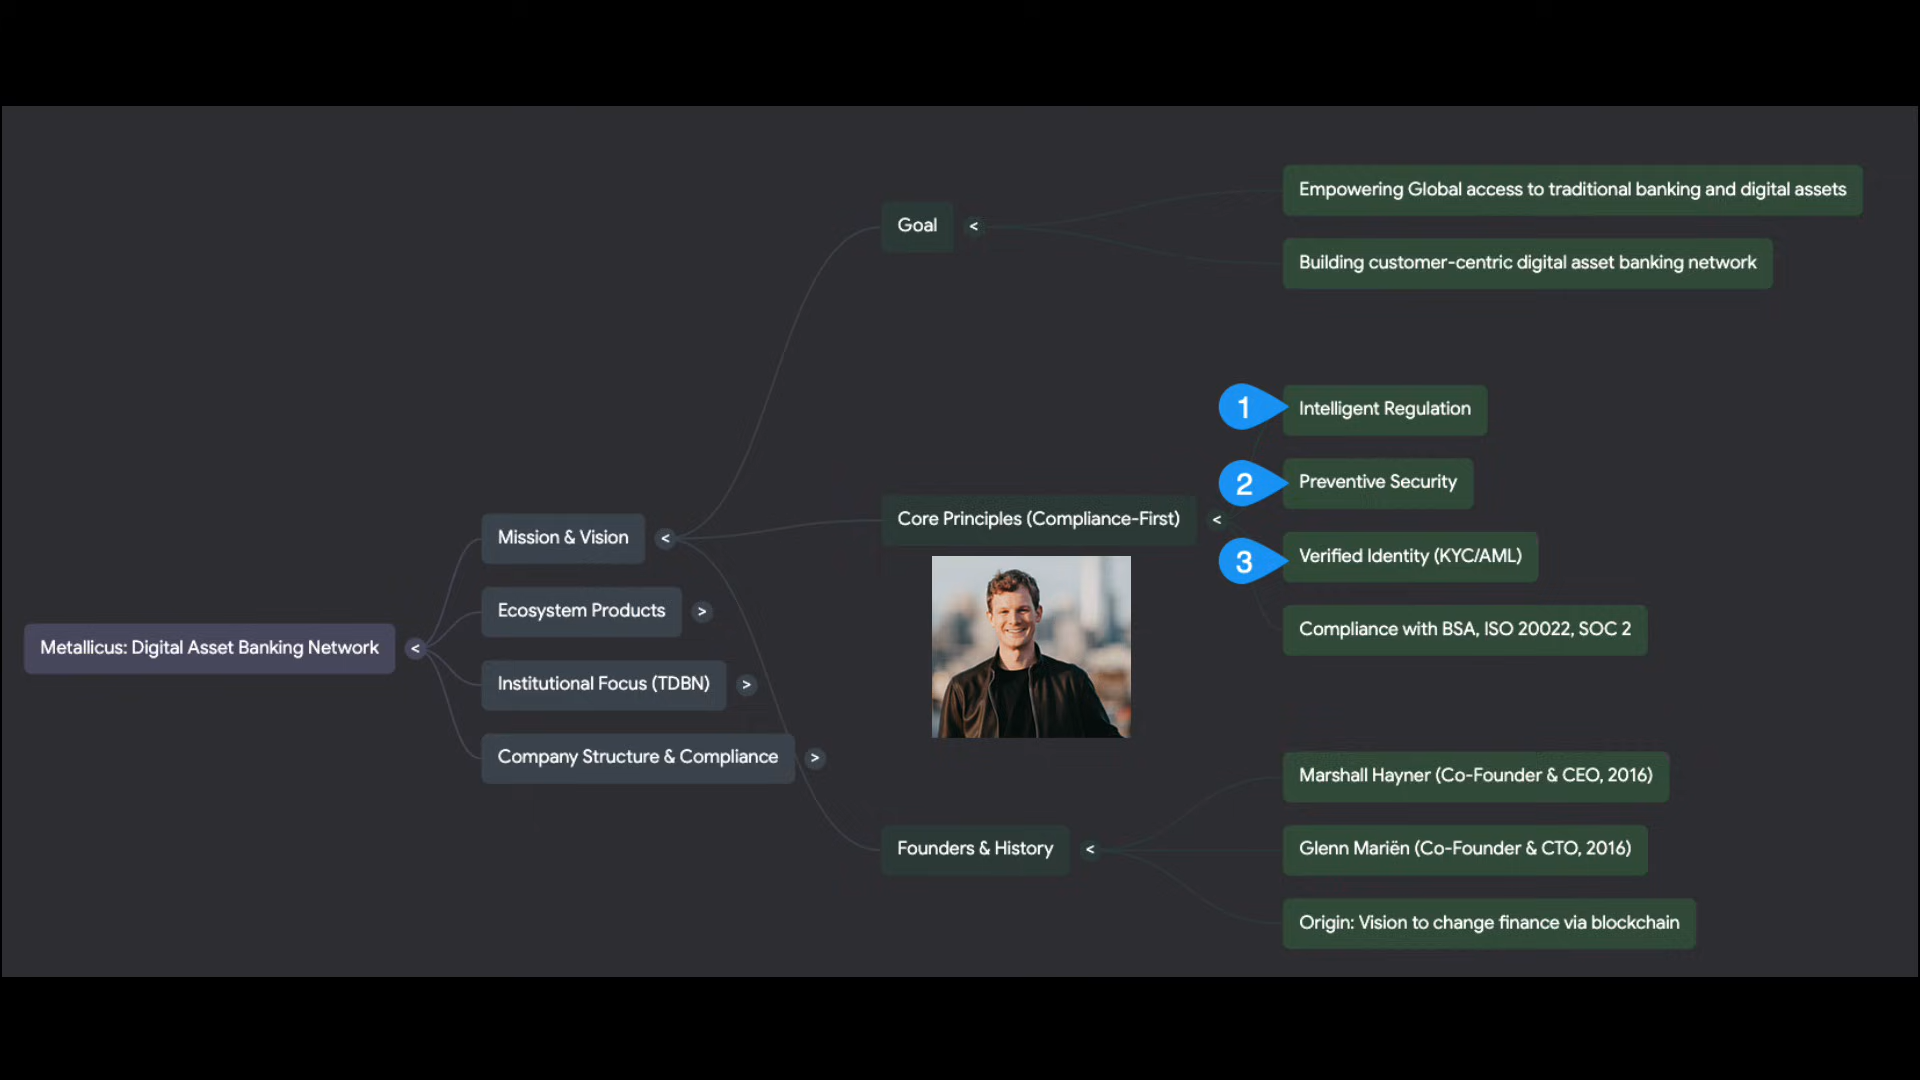 Metallicus: Digital Asset Banking Network
<
Mission & Vision
<
Ecosystem Products
>
Institutional Focus (TDBN)
>
Company Structure & Compliance
>
Goal
<
Empowering Global access to traditional banking and digital assets
Building customer-centric digital asset banking network
Core Principles (Compliance-First)
<
1
Intelligent Regulation
2
Preventive Security
3
Verified Identity (KYC/AML)
Compliance with BSA, ISO 20022, SOC 2
Founders & History
<
Marshall Hayner (Co-Founder & CEO, 2016)
Glenn Mariën (Co-Founder & CTO, 2016)
Origin: Vision to change finance via blockchain